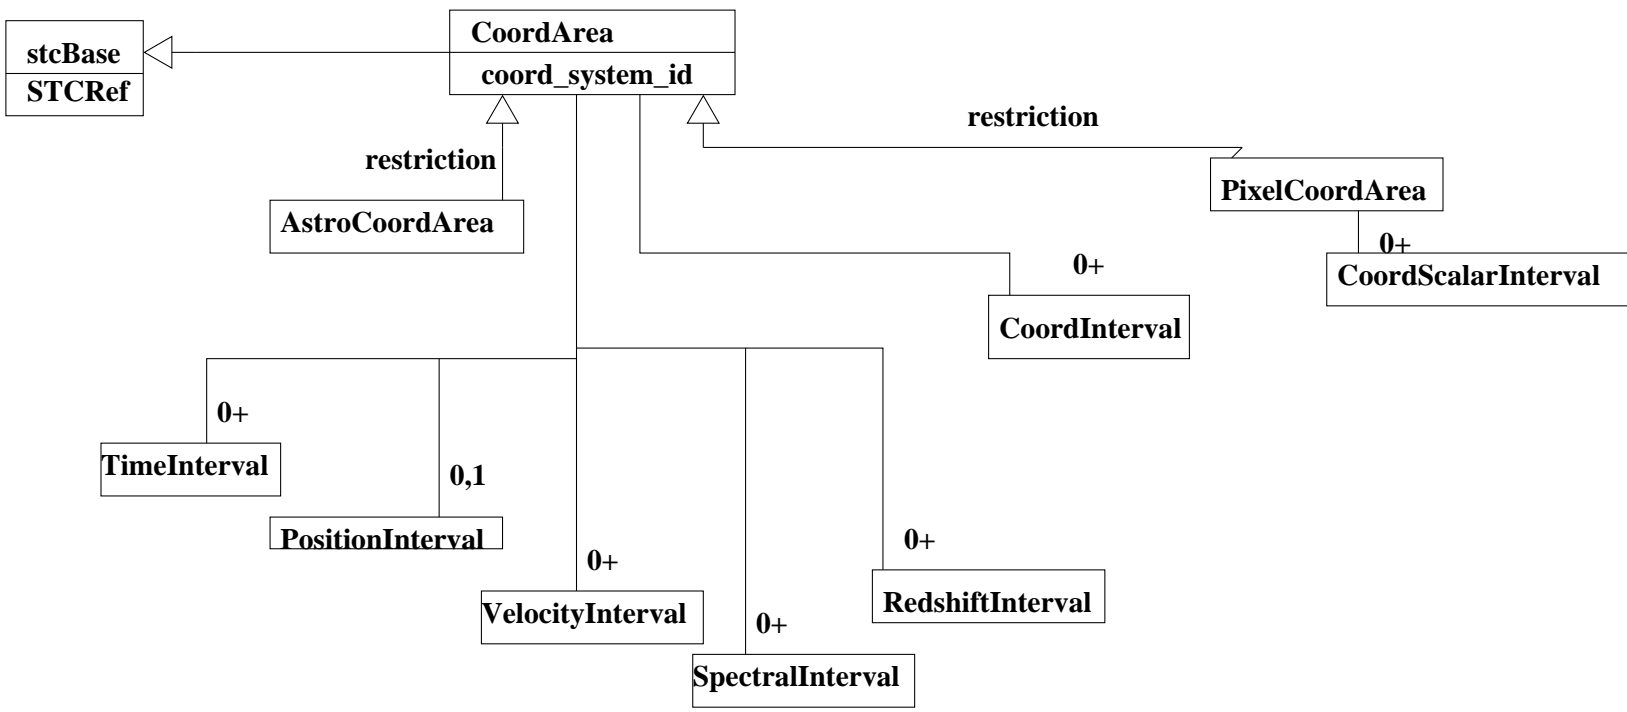 CoordArea
stcBase
coord_system_id
STCRef
restriction
restriction
PixelCoordArea
AstroCoordArea
0+
CoordScalarInterval
0+
CoordInterval
0+
TimeInterval
0,1
PositionInterval
0+
0+
RedshiftInterval
VelocityInterval
0+
SpectralInterval